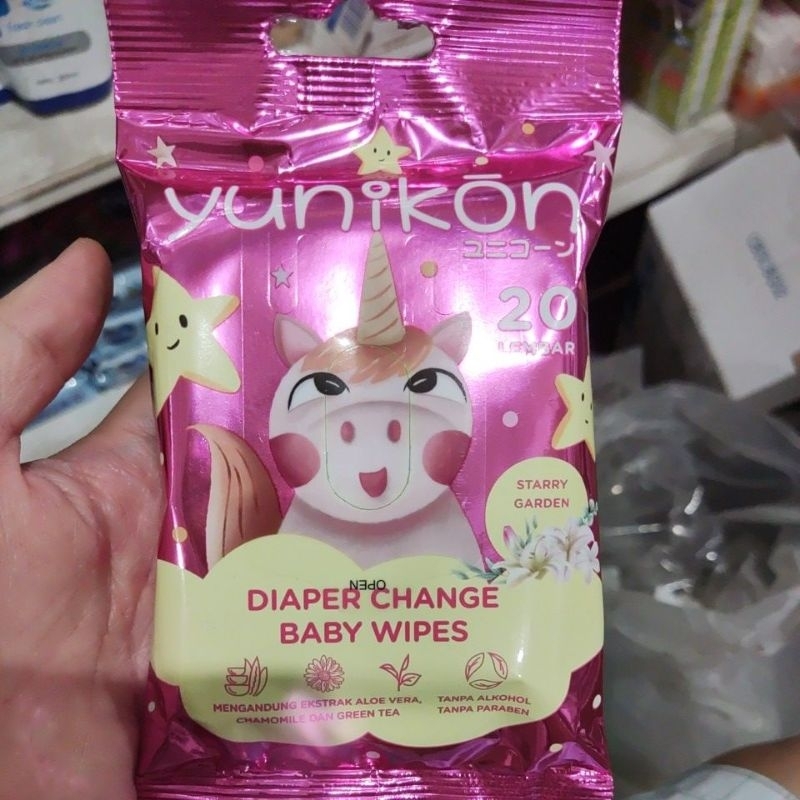 yunikōn
ユニコーン
20
LEMBAR
STARRY
GARDEN
OPEN
DIAPER CHANGE
BABY WIPES
MENGANDUNG EKSTRAK ALOE VERA,
CHAMOMILE DAN GREEN TEA
TANPA ALKOHOL
TANPA PARABEN